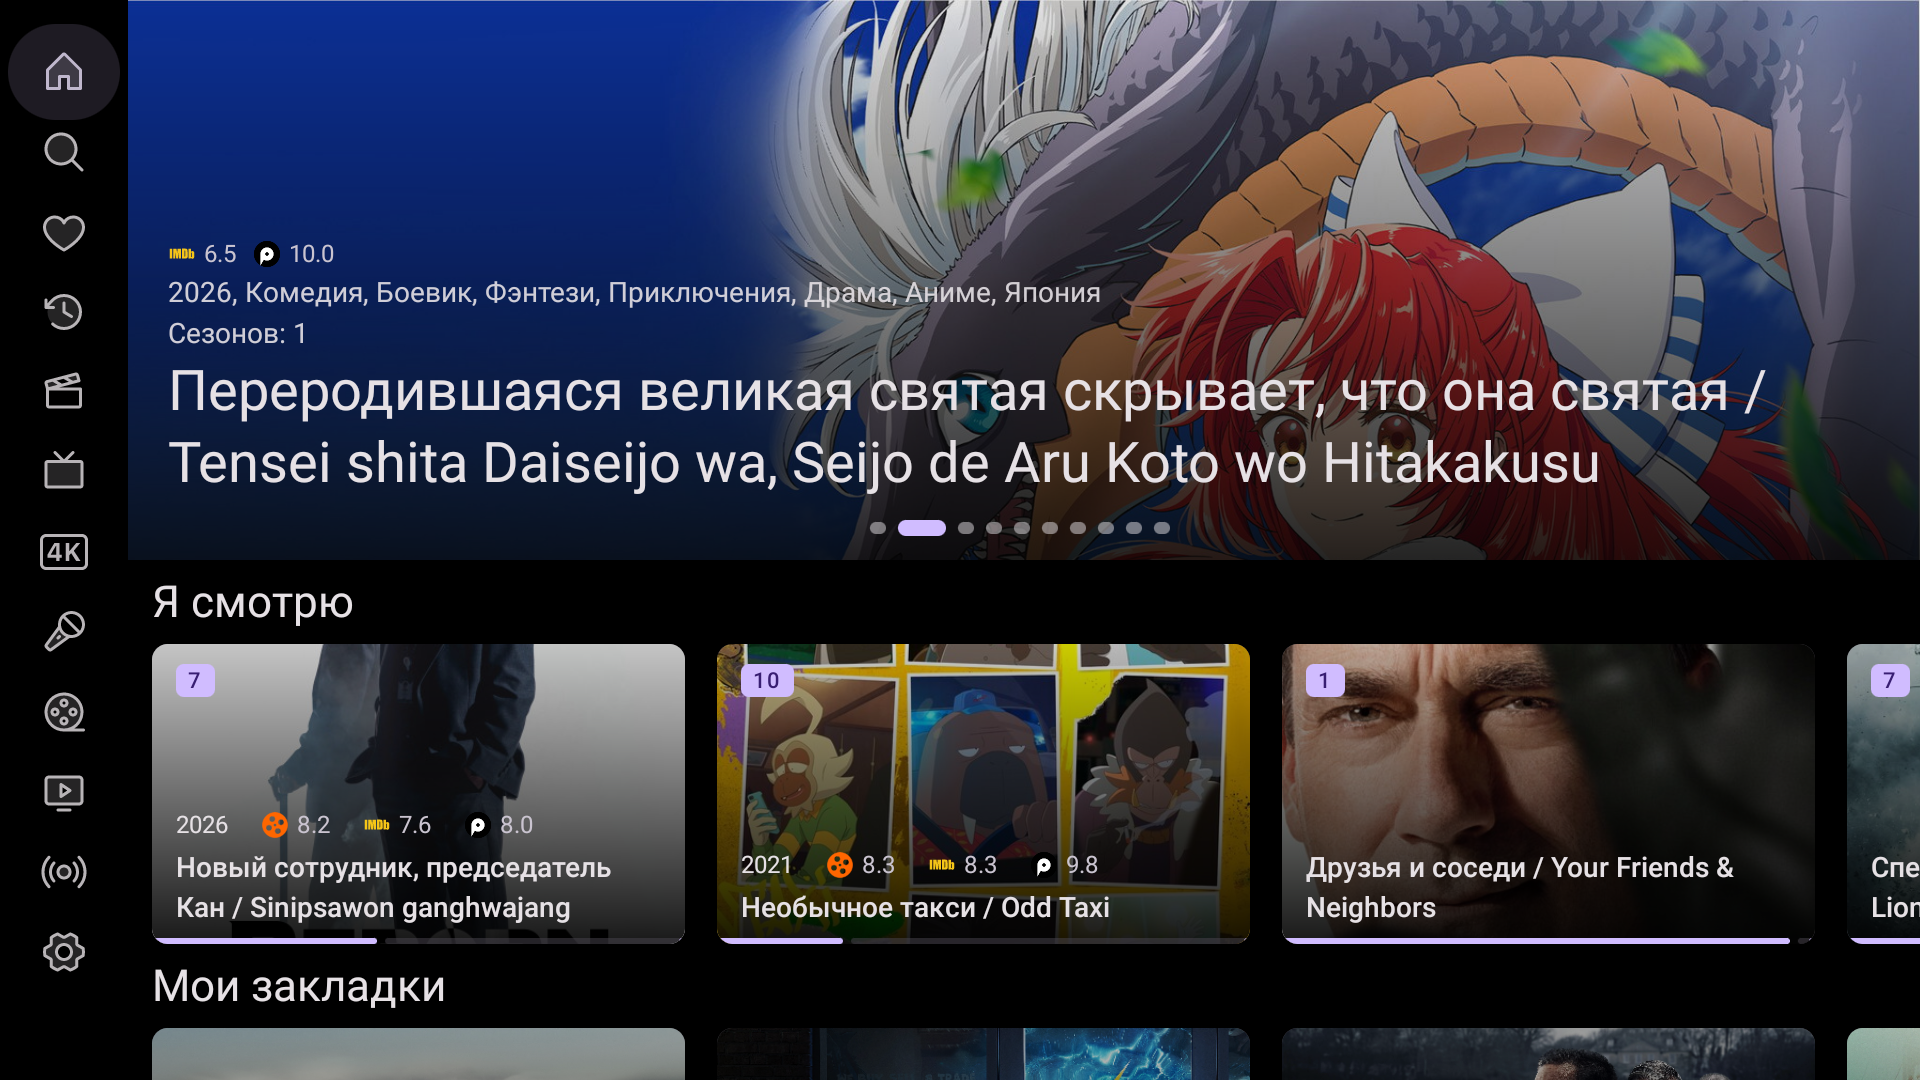 IMDb 6.5 10.0
2026, Комедия, Боевик, Фэнтези, Приключения, Драма, Аниме, Япония
Сезонов: 1
Переродившаяся великая святая скрывает, что она святая /
Tensei shita Daiseijo wa, Seijo de Aru Koto wo Hitakakusu
4K
Я смотрю
7
2026 8.2 IMDb 7.6 8.0
Новый сотрудник, председатель
Кан / Sinipsawon ganghwajang
10
2021 8.3 IMDb 8.3 9.8
Необычное такси / Odd Taxi
1
Друзья и соседи / Your Friends &
Neighbors
7
Спе
Lion
Мои закладки